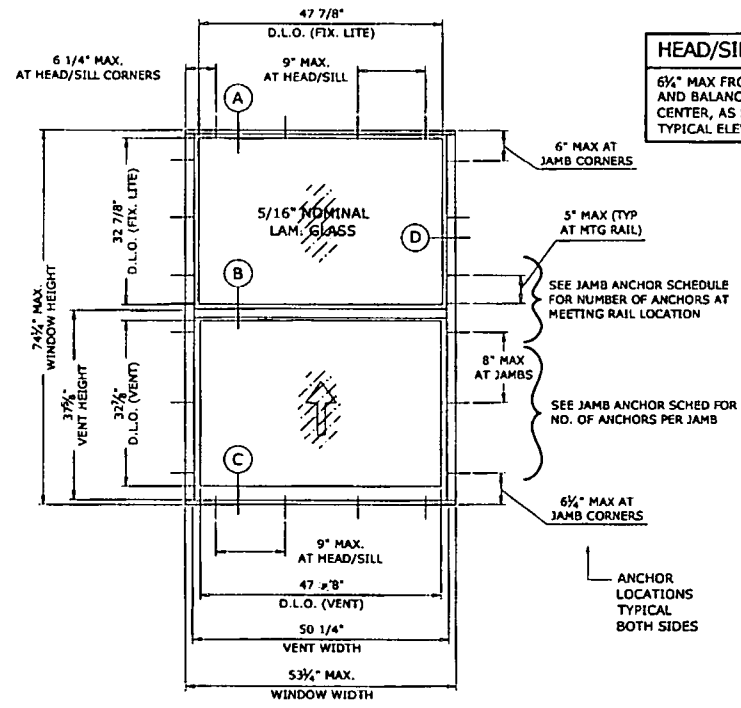 47 7/8"
D.L.O. (FIX. LITE)
6 1/4" MAX.
AT HEAD/SILL CORNERS
9" MAX.
AT HEAD/SILL
A
HEAD/SIL
6¼" MAX FRO
AND BALANC
CENTER, AS
TYPICAL ELE
6" MAX AT
JAMB CORNERS
32 7/8"
D.L.O. (FIX. LITE)
5/16" NOMINAL
LAM. GLASS
D
5" MAX (TYP
AT MTG RAIL)
B
SEE JAMB ANCHOR SCHEDULE
FOR NUMBER OF ANCHORS AT
MEETING RAIL LOCATION
74¼" MAX.
WINDOW HEIGHT
VENT HEIGHT
D.L.O. (VENT)
8" MAX
AT JAMBS
SEE JAMB ANCHOR SCHED FOR
NO. OF ANCHORS PER JAMB
C
6¼" MAX AT
JAMB CORNERS
9" MAX.
AT HEAD/SILL
47
D.L.O. (VENT)
ANCHOR
LOCATIONS
TYPICAL
BOTH SIDES
50 1/4"
VENT WIDTH
53¼" MAX.
WINDOW WIDTH